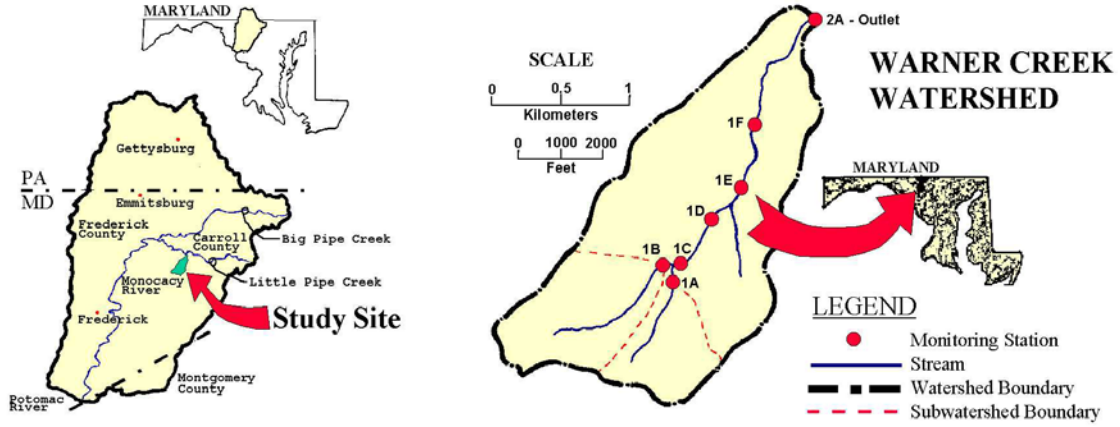 MARYLAND
Gettysburg
PA
MD
Emmitsburg
Frederick
County
Carroll
County
Big Pipe Creek
Little Pipe Creek
Monocacy
River
Frederick
Study Site
Montgomery
County
Potomac
River
2A - Outlet
WARNER CREEK
WATERSHED
SCALE
0 0,5 1
Kilometers
0 1000 2000
Feet
1F
1E
1D
1B
1C
1A
MARYLAND
LEGEND
Monitoring Station
Stream
Watershed Boundary
Subwatershed Boundary